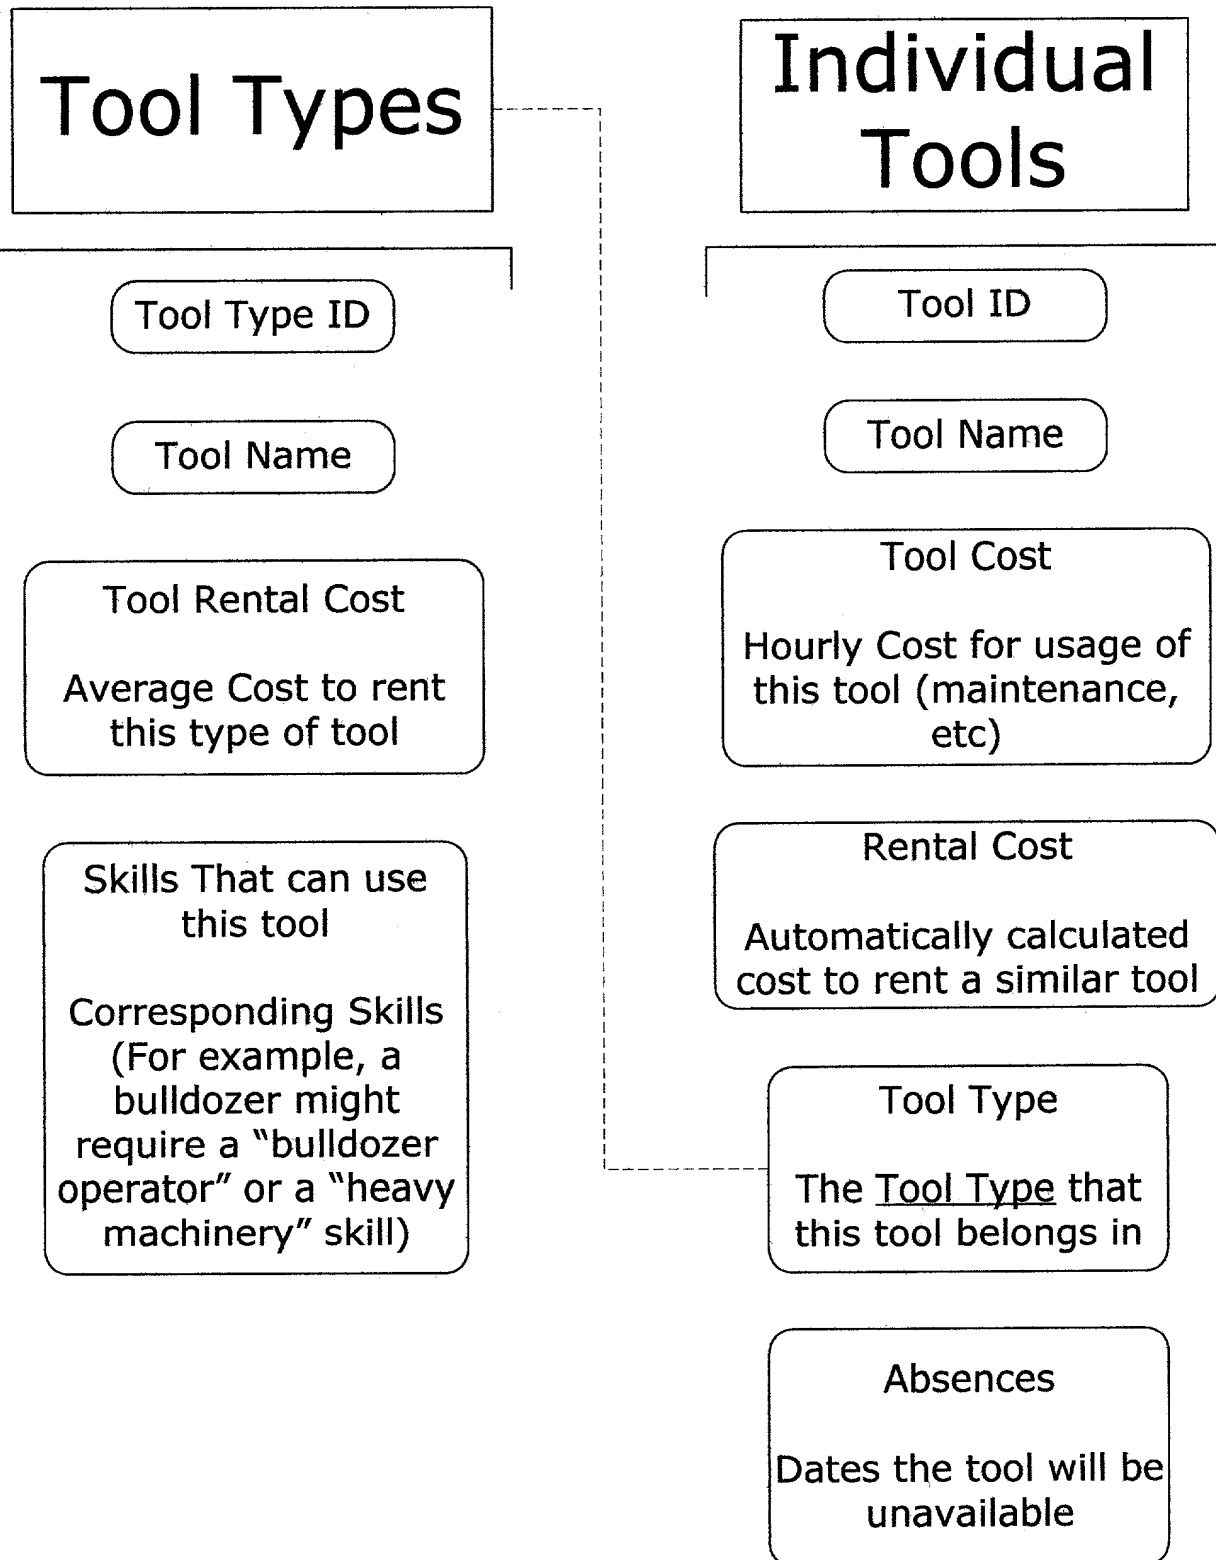 Tool Types
Tool Type ID
Tool Name
Tool Rental Cost
Average Cost to rent
this type of tool
Skills That can use
this tool
Corresponding Skills
(For example, a
bulldozer might
require a “bulldozer
operator” or a “heavy
machinery” skill)
Individual
Tools
Tool ID
Tool Name
Tool Cost
Hourly Cost for usage of
this tool (maintenance,
etc)
Rental Cost
Automatically calculated
cost to rent a similar tool
Tool Type
The Tool Type that
this tool belongs in
Absences
Dates the tool will be
unavailable